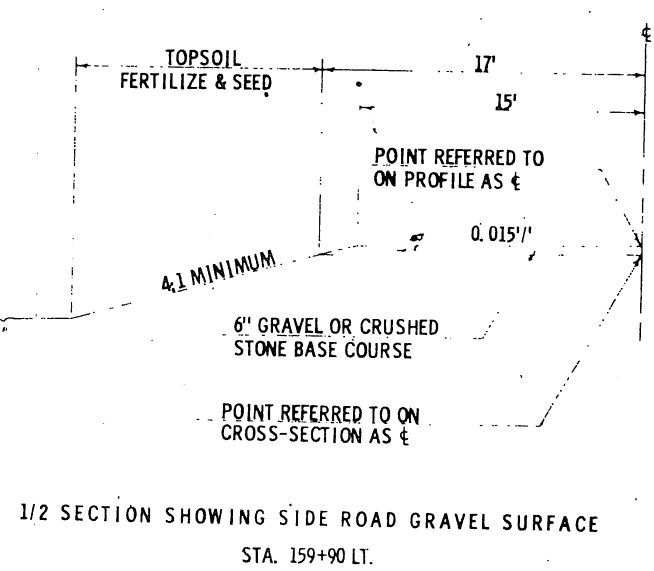 ℄
TOPSOIL
FERTILIZE & SEED
17'
15'
POINT REFERRED TO
ON PROFILE AS ℄
0.015'/'
4:1 MINIMUM
6" GRAVEL OR CRUSHED
STONE BASE COURSE
POINT REFERRED TO ON
CROSS-SECTION AS ℄
1/2 SECTION SHOWING SIDE ROAD GRAVEL SURFACE
STA. 159+90 LT.